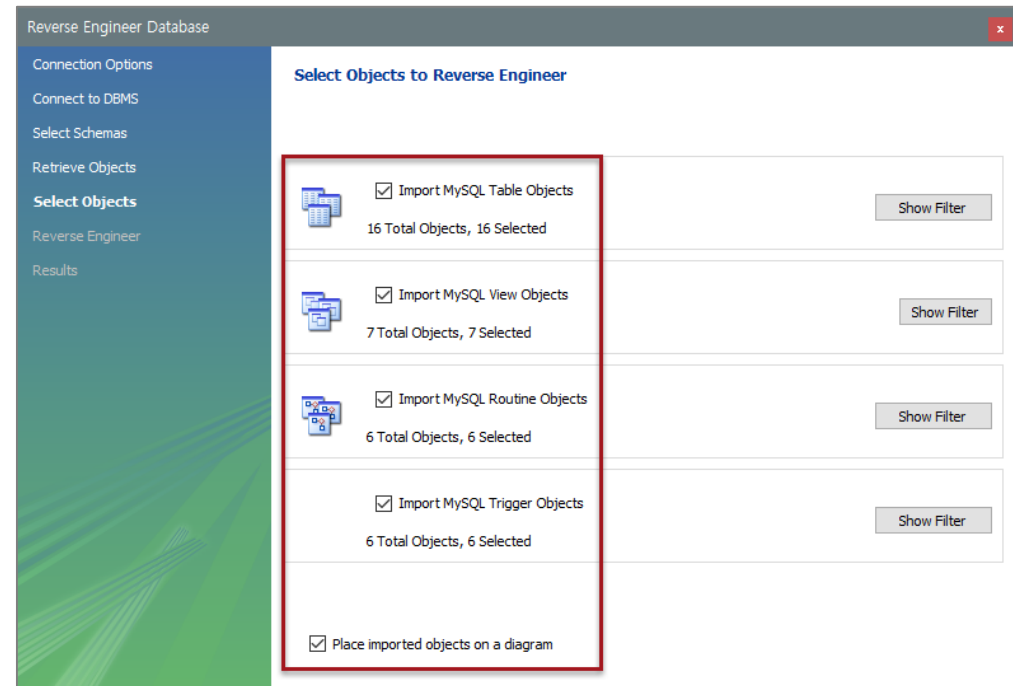 Reverse Engineer Database
x
Connection Options
Connect to DBMS
Select Schemas
Retrieve Objects
Select Objects
Reverse Engineer
Results
Select Objects to Reverse Engineer
Import MySQL Table Objects
16 Total Objects, 16 Selected
Show Filter
Import MySQL View Objects
7 Total Objects, 7 Selected
Show Filter
Import MySQL Routine Objects
6 Total Objects, 6 Selected
Show Filter
Import MySQL Trigger Objects
6 Total Objects, 6 Selected
Show Filter
Place imported objects on a diagram